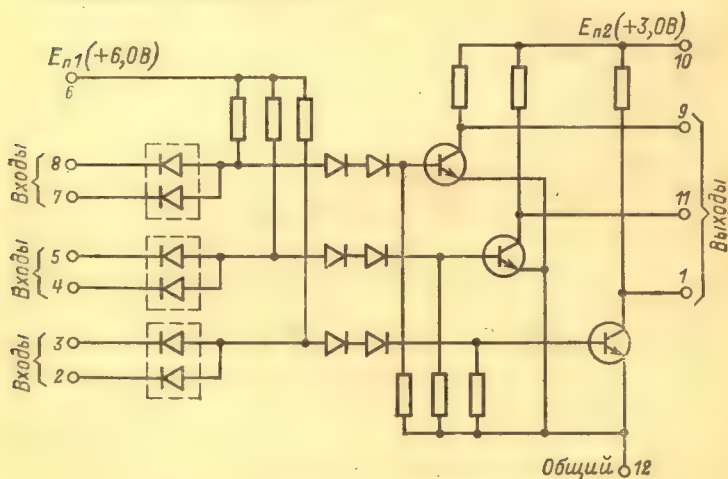 Eп1(+6,0В)
6
Eп2(+3,0В)
10
9
Входы
8
7
11
Выходы
Входы
5
4
1
Входы
3
2
Общий 12